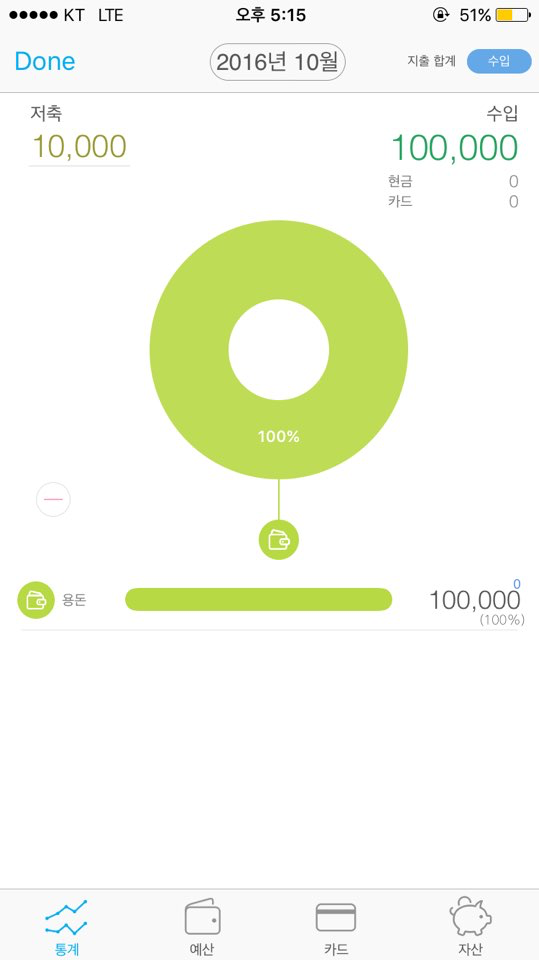 KT LTE 오후 5:15 51%
Done 2016년 10월 지출 합계 수입
저축 수입
10,000 100,000
현금 0
카드 0
100%
0
용돈 100,000
(100%)
통계 예산 카드 자산